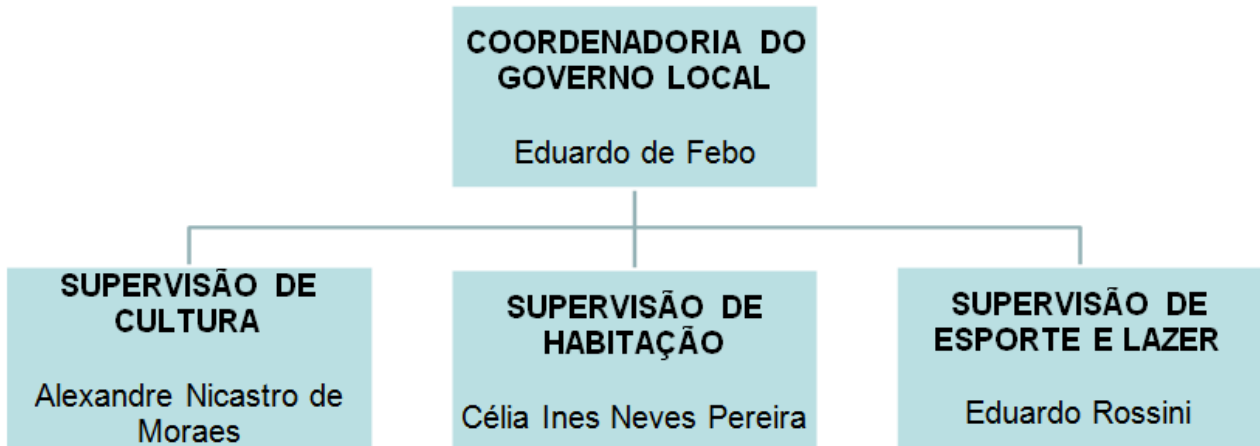 COORDENADORIA DO
GOVERNO LOCAL
Eduardo de Febo
SUPERVISÃO DE
CULTURA
Alexandre Nicastro de
Moraes
SUPERVISÃO DE
HABITAÇÃO
Célia Ines Neves Pereira
SUPERVISÃO DE
ESPORTE E LAZER
Eduardo Rossini